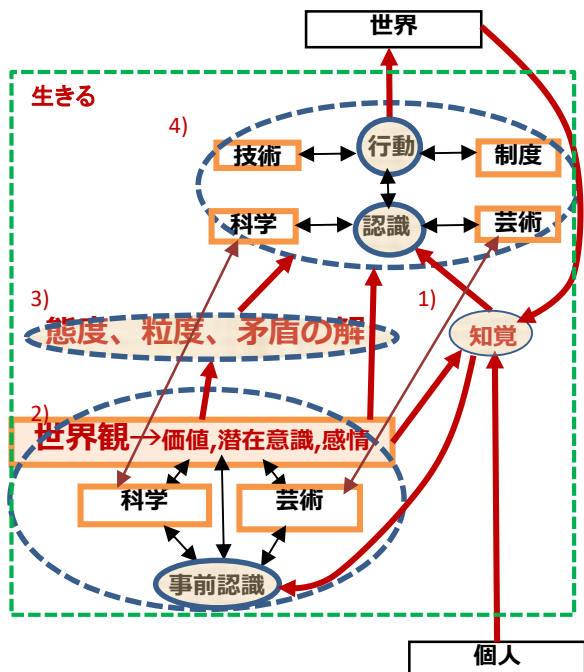 世界
生きる
4)
行動
技術
制度
科学
認識
芸術
3)
1)
態度、粒度、矛盾の解
知覚
2)
世界観→価値,潜在意識,感情
科学
芸術
事前認識
個人